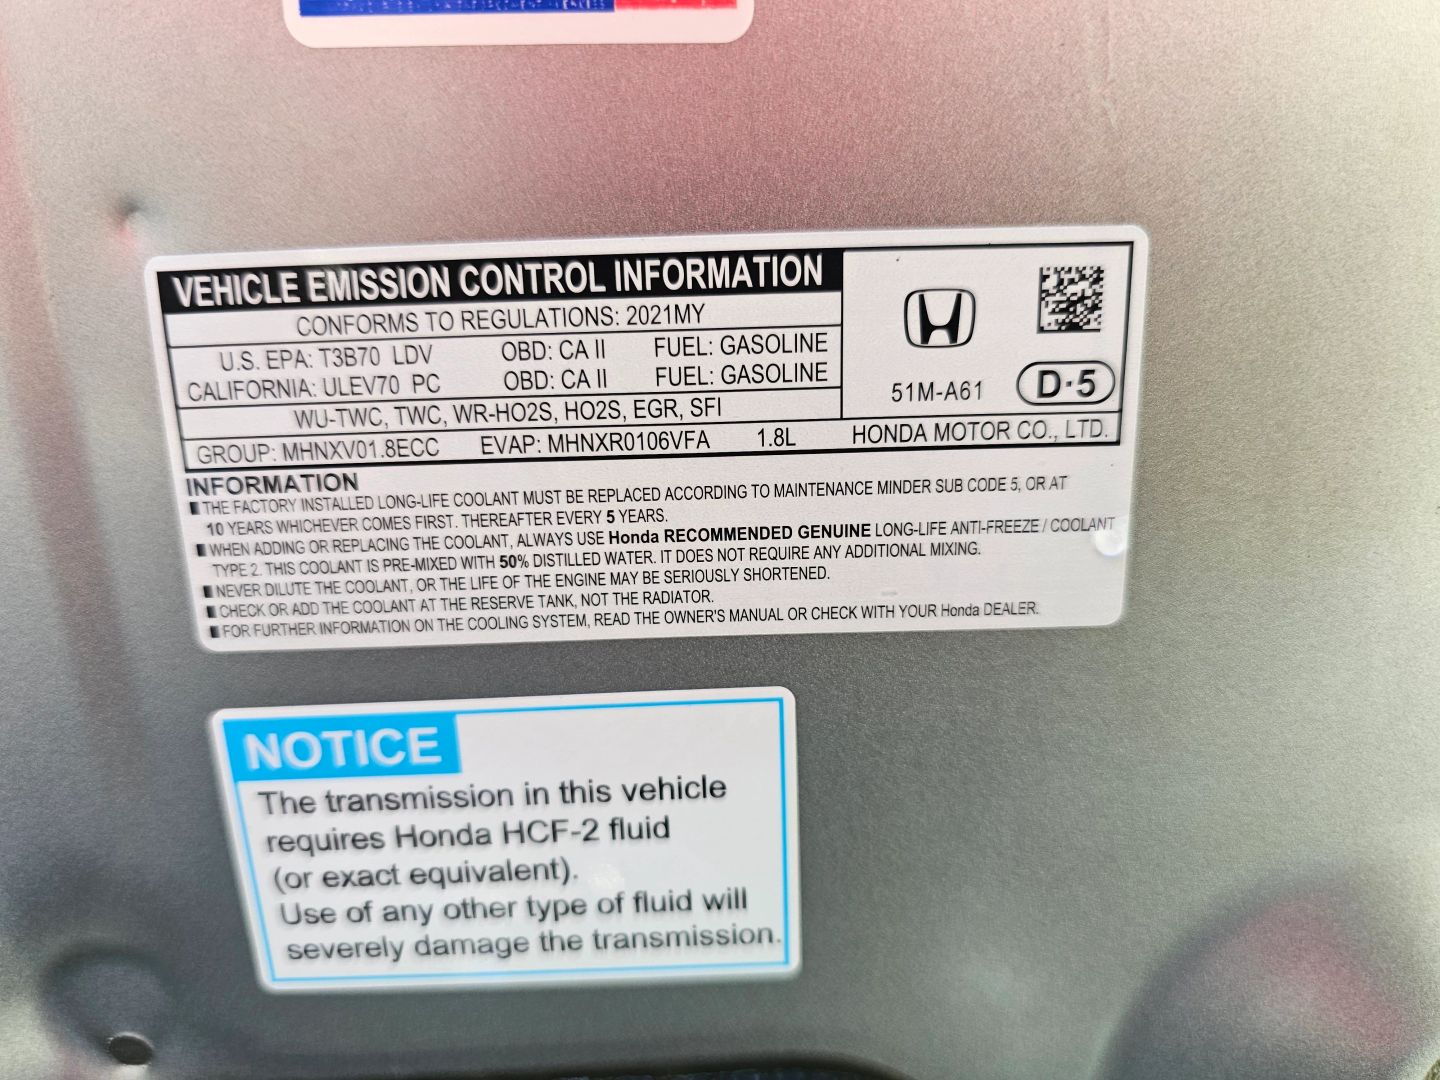 VEHICLE EMISSION CONTROL INFORMATION
CONFORMS TO REGULATIONS: 2021MY
U.S. EPA: T3B70 LDV OBD: CA II FUEL: GASOLINE
CALIFORNIA: ULEV70 PC OBD: CA II FUEL: GASOLINE
WU-TWC, TWC, WR-HO2S, HO2S, EGR, SFI
GROUP: MHNXV01.8ECC EVAP: MHNXR0106VFA 1.8L
51M-A61 D·5
HONDA MOTOR CO., LTD.
INFORMATION
THE FACTORY INSTALLED LONG-LIFE COOLANT MUST BE REPLACED ACCORDING TO MAINTENANCE MINDER SUB CODE 5, OR AT
10 YEARS WHICHEVER COMES FIRST. THEREAFTER EVERY 5 YEARS.
WHEN ADDING OR REPLACING THE COOLANT, ALWAYS USE Honda RECOMMENDED GENUINE LONG-LIFE ANTI-FREEZE / COOLANT
TYPE 2. THIS COOLANT IS PRE-MIXED WITH 50% DISTILLED WATER. IT DOES NOT REQUIRE ANY ADDITIONAL MIXING.
NEVER DILUTE THE COOLANT, OR THE LIFE OF THE ENGINE MAY BE SERIOUSLY SHORTENED.
CHECK OR ADD THE COOLANT AT THE RESERVE TANK, NOT THE RADIATOR.
FOR FURTHER INFORMATION ON THE COOLING SYSTEM, READ THE OWNER'S MANUAL OR CHECK WITH YOUR Honda DEALER.
NOTICE
The transmission in this vehicle
requires Honda HCF-2 fluid
(or exact equivalent).
Use of any other type of fluid will
severely damage the transmission.